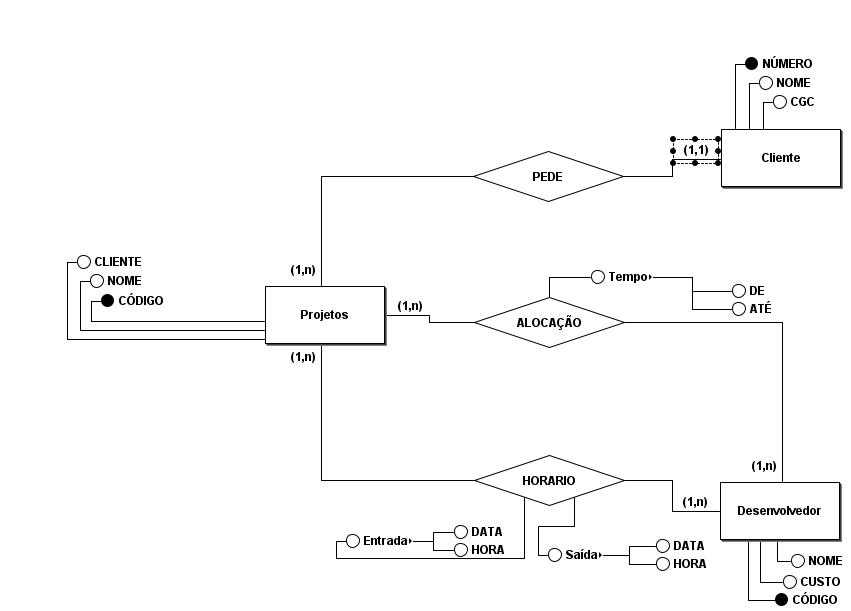 NÚMERO
NOME
CGC
(1,1)
Cliente
PEDE
CLIENTE
NOME
CÓDIGO
(1,n)
Projetos
(1,n)
(1,n)
Tempo
DE
ATÉ
ALOCAÇÃO
(1,n)
HORARIO
(1,n)
Desenvolvedor
Entrada
DATA
HORA
Saída
DATA
HORA
NOME
CUSTO
CÓDIGO